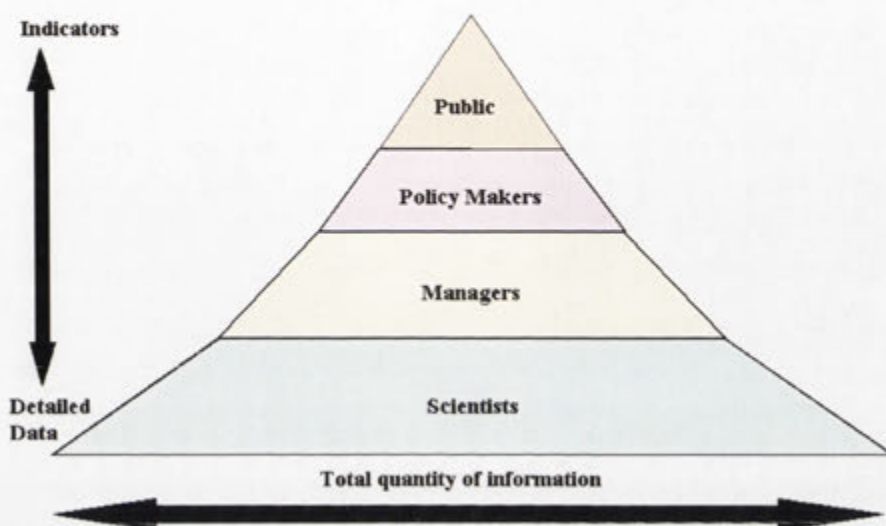 Indicators
Public
Policy Makers
Managers
Detailed
Data
Scientists
Total quantity of information